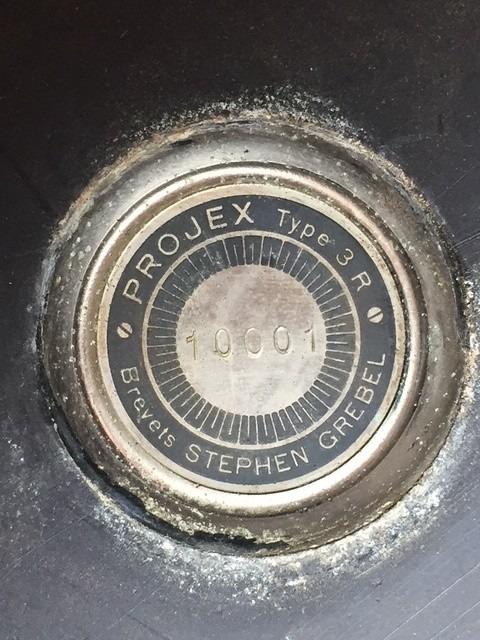 PROJEX Type 3 R
10001
Brevets STEPHEN GREBEL